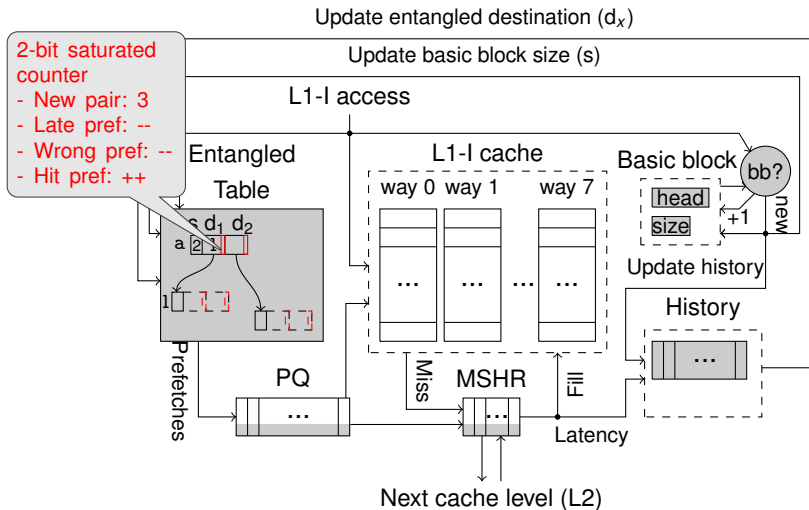 Update entangled destination (dₓ)
2-bit saturated
counter
- New pair: 3
- Late pref: --
- Wrong pref: --
- Hit pref: ++
Update basic block size (s)
L1-I access
Entangled
Table
s d₁ d₂
a 2 l
l
L1-I cache
way 0 way 1 way 7
...
...
...
...
Basic block
head
size
bb?
+1
new
Update history
History
...
Prefetches
PQ
...
Miss
MSHR
...
Fill
Latency
Next cache level (L2)